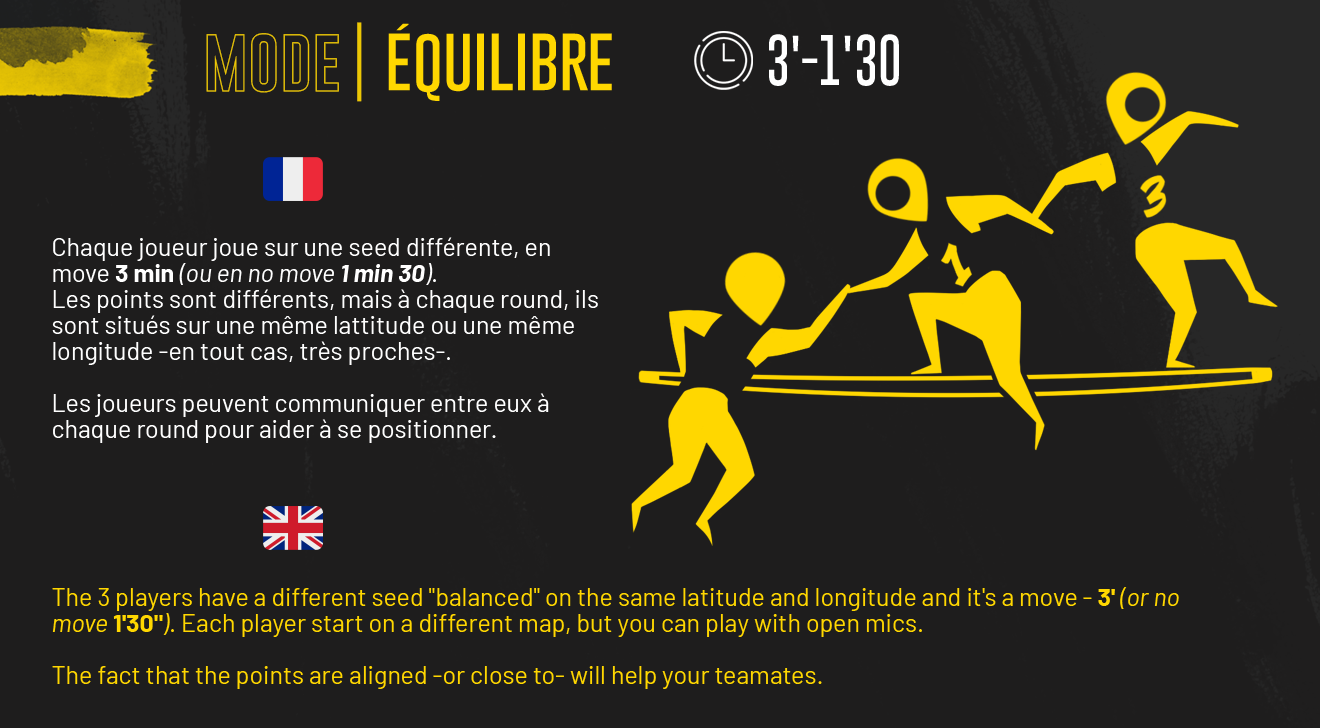 MODE | ÉQUILIBRE 3'-1'30
Chaque joueur joue sur une seed différente, en
move 3 min (ou en no move 1 min 30).
Les points sont différents, mais à chaque round, ils
sont situés sur une même lattitude ou une même
longitude -en tout cas, très proches-.
Les joueurs peuvent communiquer entre eux à
chaque round pour aider à se positionner.
1
3
The 3 players have a different seed "balanced" on the same latitude and longitude and it's a move - 3' (or no
move 1'30"). Each player start on a different map, but you can play with open mics.
The fact that the points are aligned -or close to- will help your teamates.